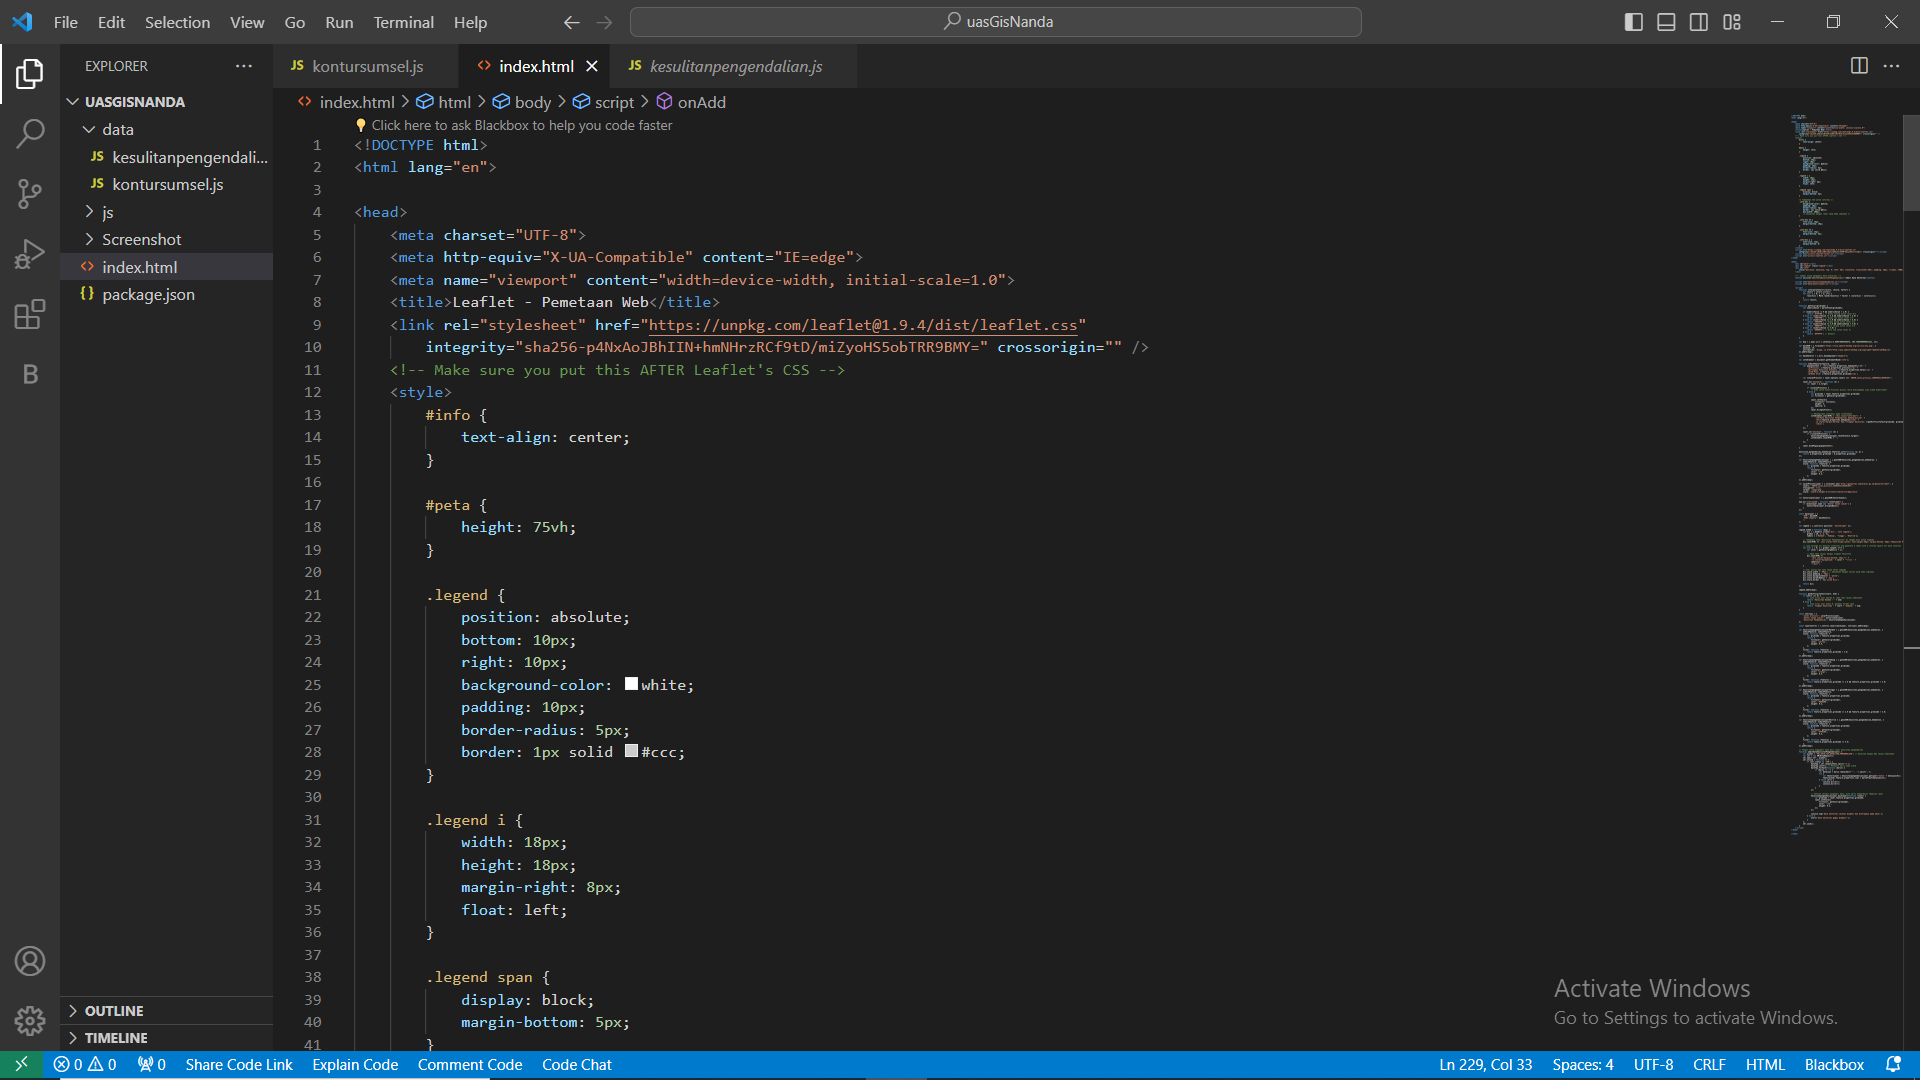 File Edit Selection View Go Run Terminal Help
uasGisNanda
EXPLORER
JS kontursumsel.js
<> index.html
JS kesulitanpengendalian.js
UASGISNANDA
data
JS kesulitanpengendali...
JS kontursumsel.js
js
Screenshot
<> index.html
{} package.json
OUTLINE
TIMELINE
<> index.html > html > body > script > onAdd
Click here to ask Blackbox to help you code faster
1 <!DOCTYPE html>
2 <html lang="en">
3
4 <head>
5 <meta charset="UTF-8">
6 <meta http-equiv="X-UA-Compatible" content="IE=edge">
7 <meta name="viewport" content="width=device-width, initial-scale=1.0">
8 <title>Leaflet - Pemetaan Web</title>
9 <link rel="stylesheet" href="https://unpkg.com/leaflet@1.9.4/dist/leaflet.css"
10 integrity="sha256-p4NxAoJBhIIN+hmNHrzRCf9tD/miZyoHS5obTRR9BMY=" crossorigin="" />
11 <!-- Make sure you put this AFTER Leaflet's CSS -->
12 <style>
13 #info {
14 text-align: center;
15 }
16
17 #peta {
18 height: 75vh;
19 }
20
21 .legend {
22 position: absolute;
23 bottom: 10px;
24 right: 10px;
25 background-color: white;
26 padding: 10px;
27 border-radius: 5px;
28 border: 1px solid #ccc;
29 }
30
31 .legend i {
32 width: 18px;
33 height: 18px;
34 margin-right: 8px;
35 float: left;
36 }
37
38 .legend span {
39 display: block;
40 margin-bottom: 5px;
41 }
Activate Windows
Go to Settings to activate Windows.
0 0 0 Share Code Link Explain Code Comment Code Code Chat
Ln 229, Col 33 Spaces: 4 UTF-8 CRLF HTML Blackbox